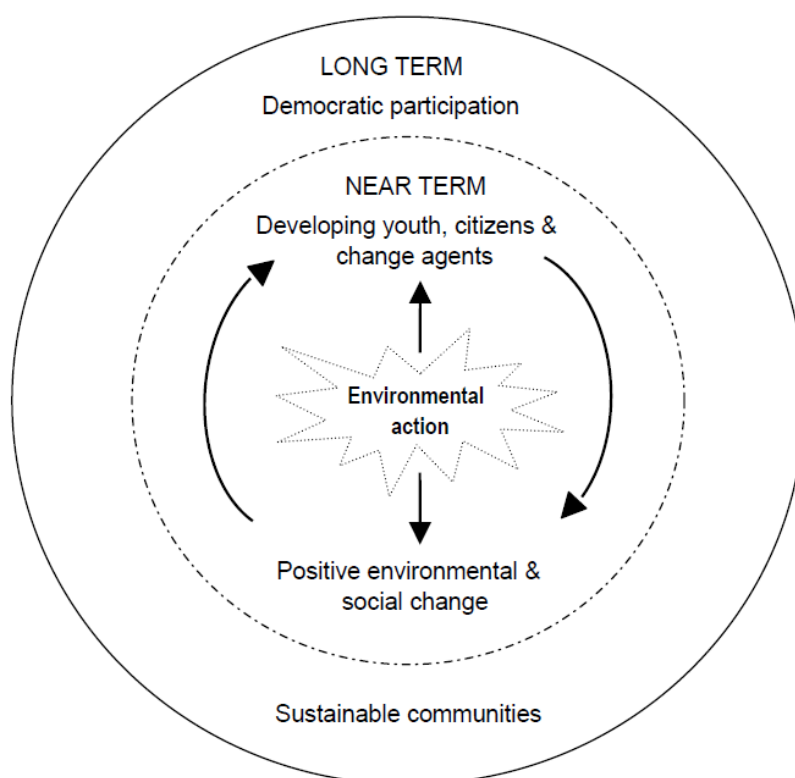 LONG TERM
Democratic participation
NEAR TERM
Developing youth, citizens &
change agents
Environmental
action
Positive environmental &
social change
Sustainable communities